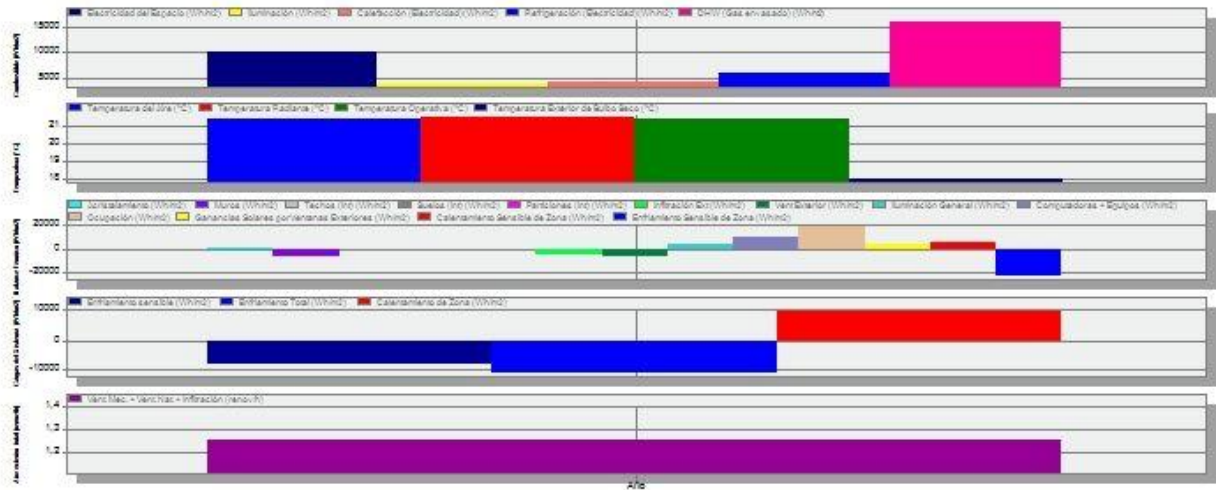 Electricidad del Espacio (Wh/m2) Iluminación (Wh/m2) Calefacción (Electricidad) (Wh/m2) Refrigeración (Electricidad) (Wh/m2) DHW (Gas envasado) (Wh/m2)
15000
10000
5000
Temperatura del Aire (°C) Temperatura Radiante (°C) Temperatura Operativa (°C) Temperatura Exterior de Bulbo Seco (°C)
21
20
19
18
Acristalamiento (Wh/m2) Muros (Wh/m2) Techos (Int) (Wh/m2) Suelos (Int) (Wh/m2) Particiones (Int) (Wh/m2) Infiltración Ext (Wh/m2) Vent Exterior (Wh/m2) Iluminación General (Wh/m2) Computadoras + Equipos (Wh/m2)
Ocupación (Wh/m2) Ganancias Solares por Ventanas Exteriores (Wh/m2) Calentamiento Sensible de Zona (Wh/m2) Enfriamiento Sensible de Zona (Wh/m2)
20000
0
-20000
Enfriamiento sensible (Wh/m2) Enfriamiento Total (Wh/m2) Calentamiento de Zona (Wh/m2)
10000
0
-10000
Vent Mec. + Vent Nat + Infiltración (renov/h)
1,4
1,3
1,2
Año